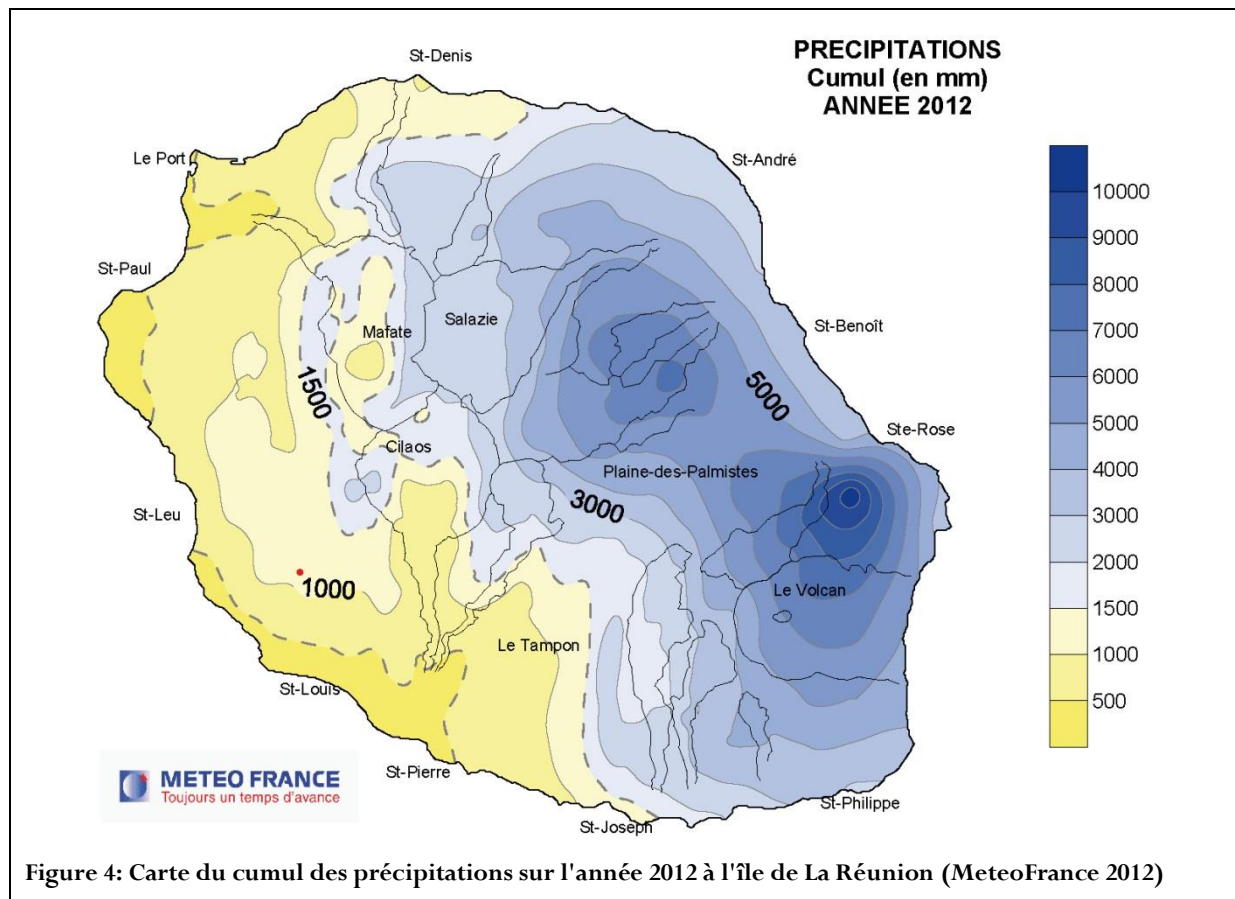 PRECIPITATIONS
Cumul (en mm)
ANNEE 2012
St-Denis
Le Port
St-André
10000
9000
8000
7000
6000
5000
4000
3000
2000
1500
1000
500
St-Paul
Salazie
Mafate
St-Benoît
1500
5000
Ste-Rose
Cilaos
Plaine-des-Palmistes
3000
St-Leu
1000
Le Volcan
Le Tampon
St-Louis
St-Pierre
St-Philippe
St-Joseph
METEO FRANCE
Toujours un temps d'avance
Figure 4: Carte du cumul des précipitations sur l'année 2012 à l'île de La Réunion (MeteoFrance 2012)